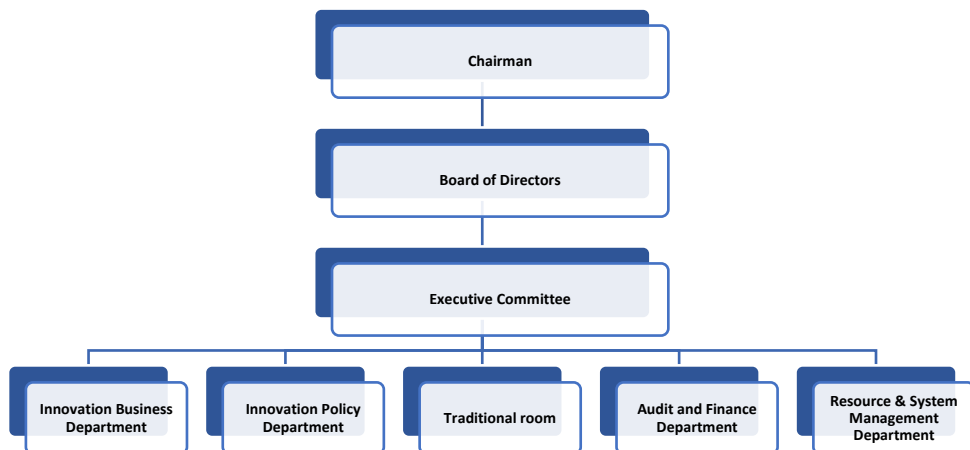 Chairman
Board of Directors
Executive Committee
Innovation Business
Department
Innovation Policy
Department
Traditional room
Audit and Finance
Department
Resource & System
Management
Department